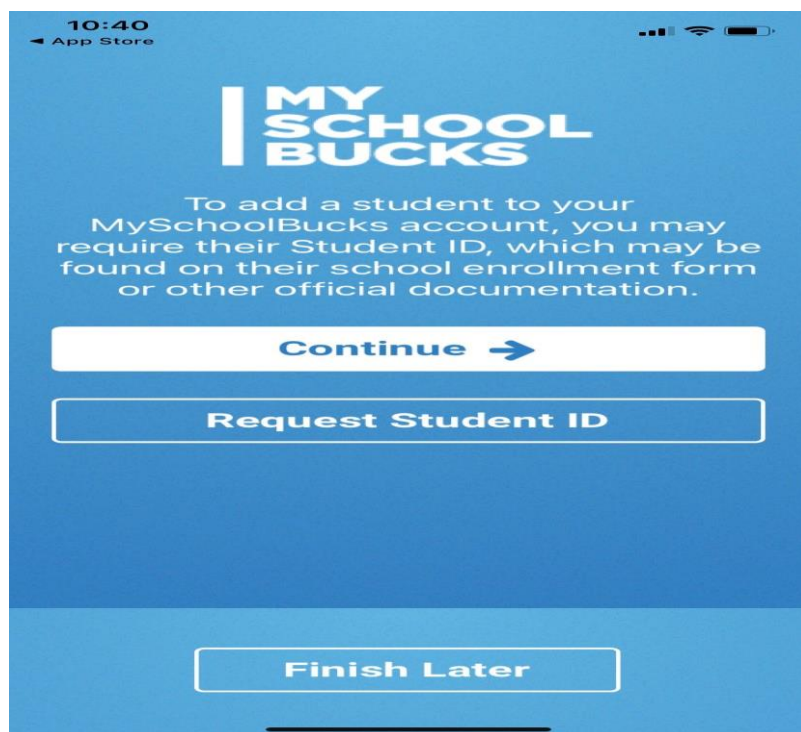 10:40
App Store
MY
SCHOOL
BUCKS
To add a student to your
MySchoolBucks account, you may
require their Student ID, which may be
found on their school enrollment form
or other official documentation.
Continue
Request Student ID
Finish Later